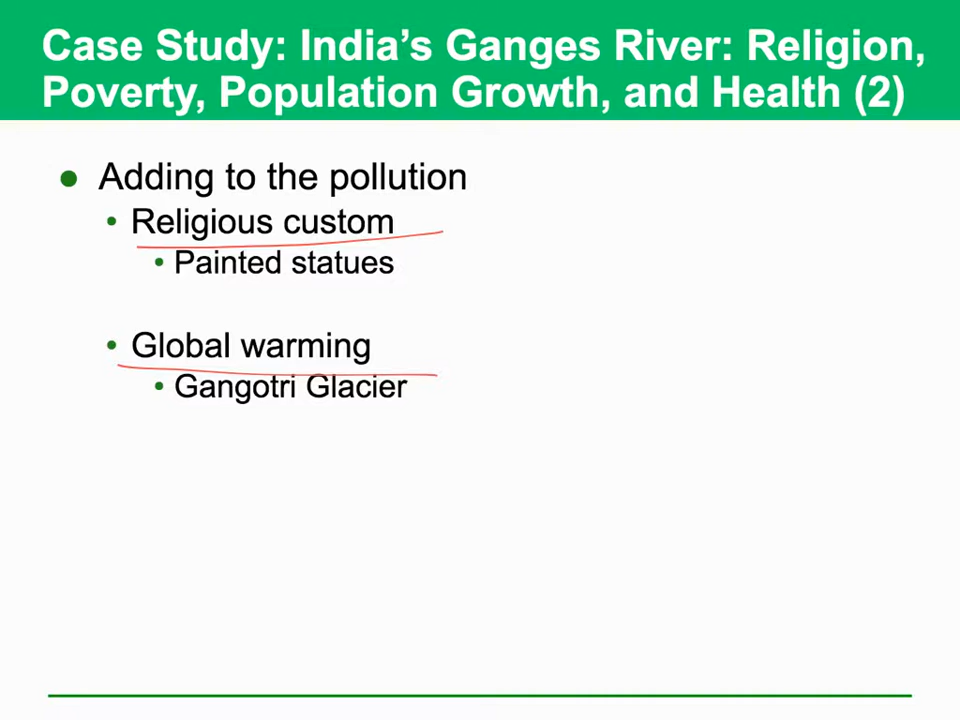 Case Study: India’s Ganges River: Religion,
Poverty, Population Growth, and Health (2)
● Adding to the pollution
• Religious custom
• Painted statues
• Global warming
• Gangotri Glacier